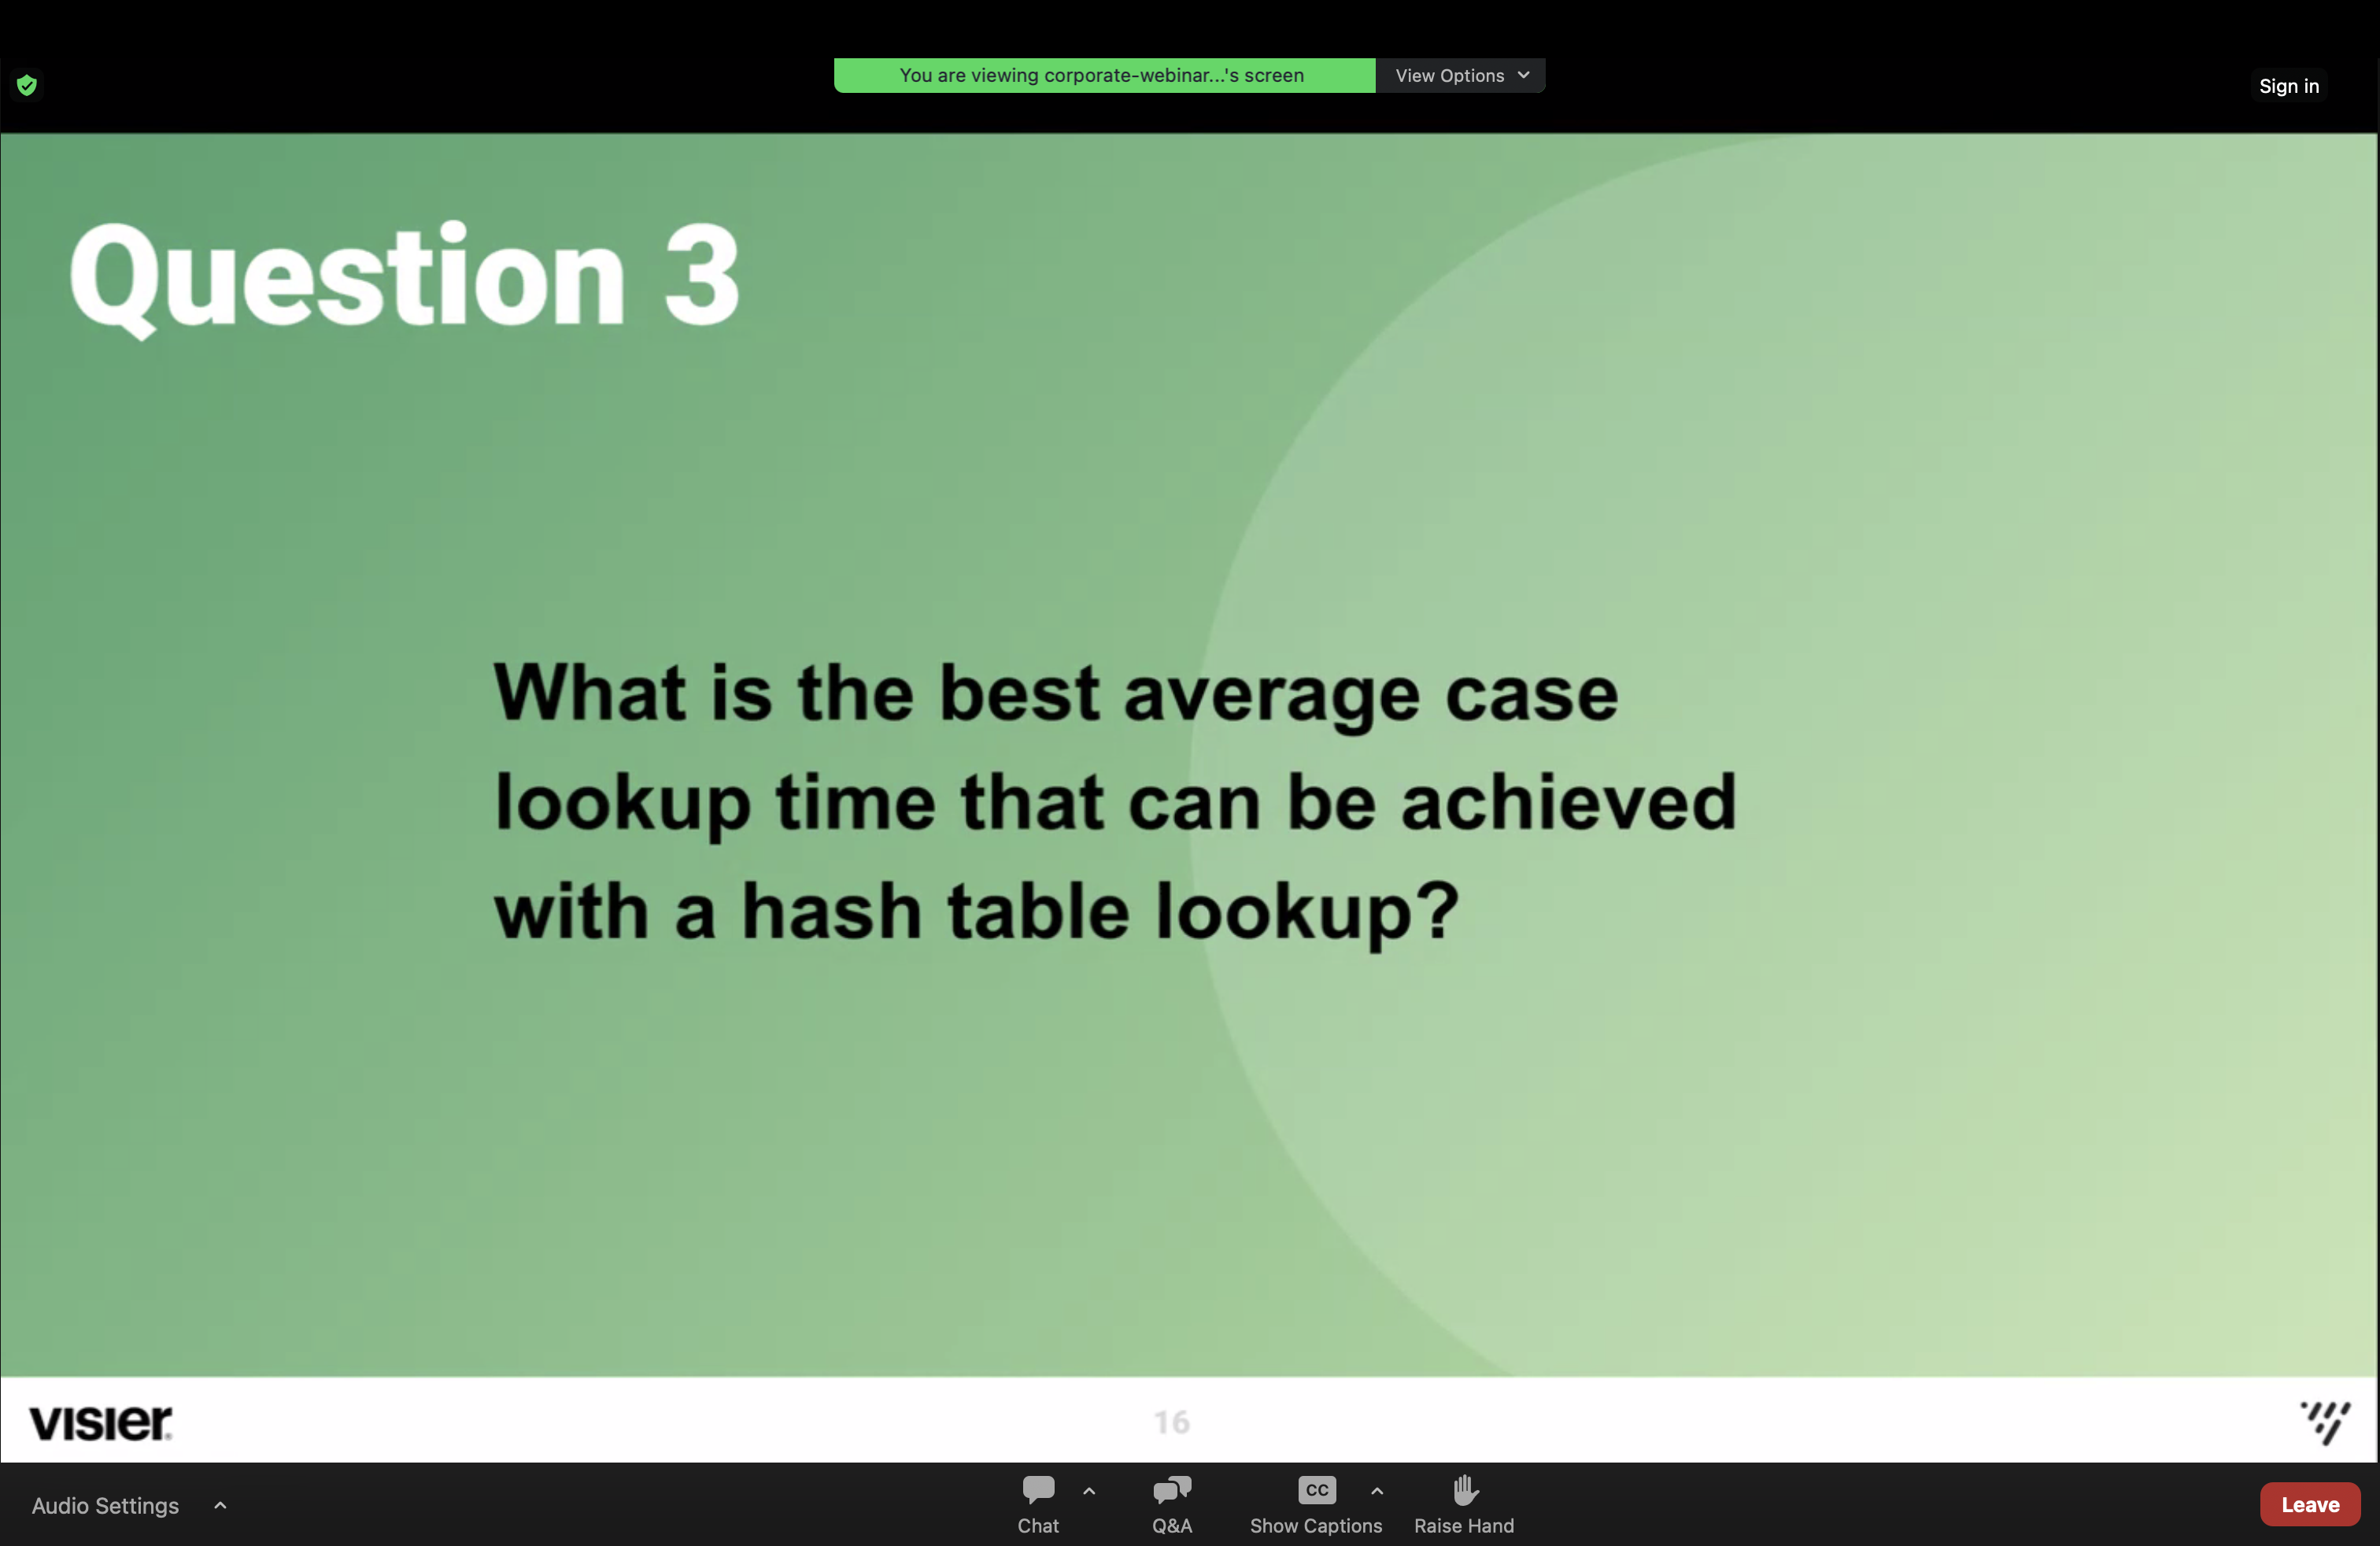 You are viewing corporate-webinar...'s screen
View Options
Sign in
Question 3
What is the best average case
lookup time that can be achieved
with a hash table lookup?
visier
16
Audio Settings
Chat
Q&A
CC
Show Captions
Raise Hand
Leave